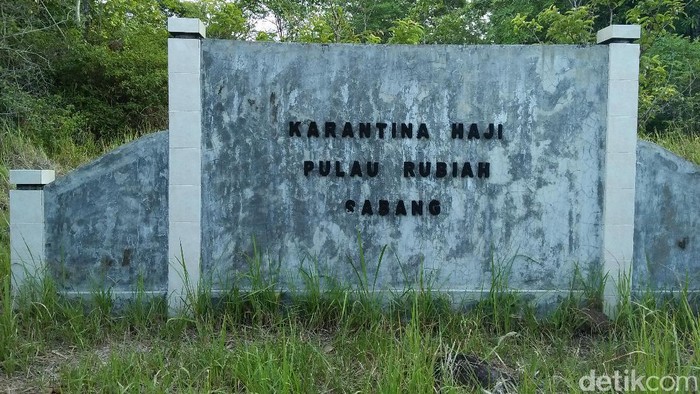 KARANTINA HAJI
PULAU RUBIAH
SABANG
detikcom